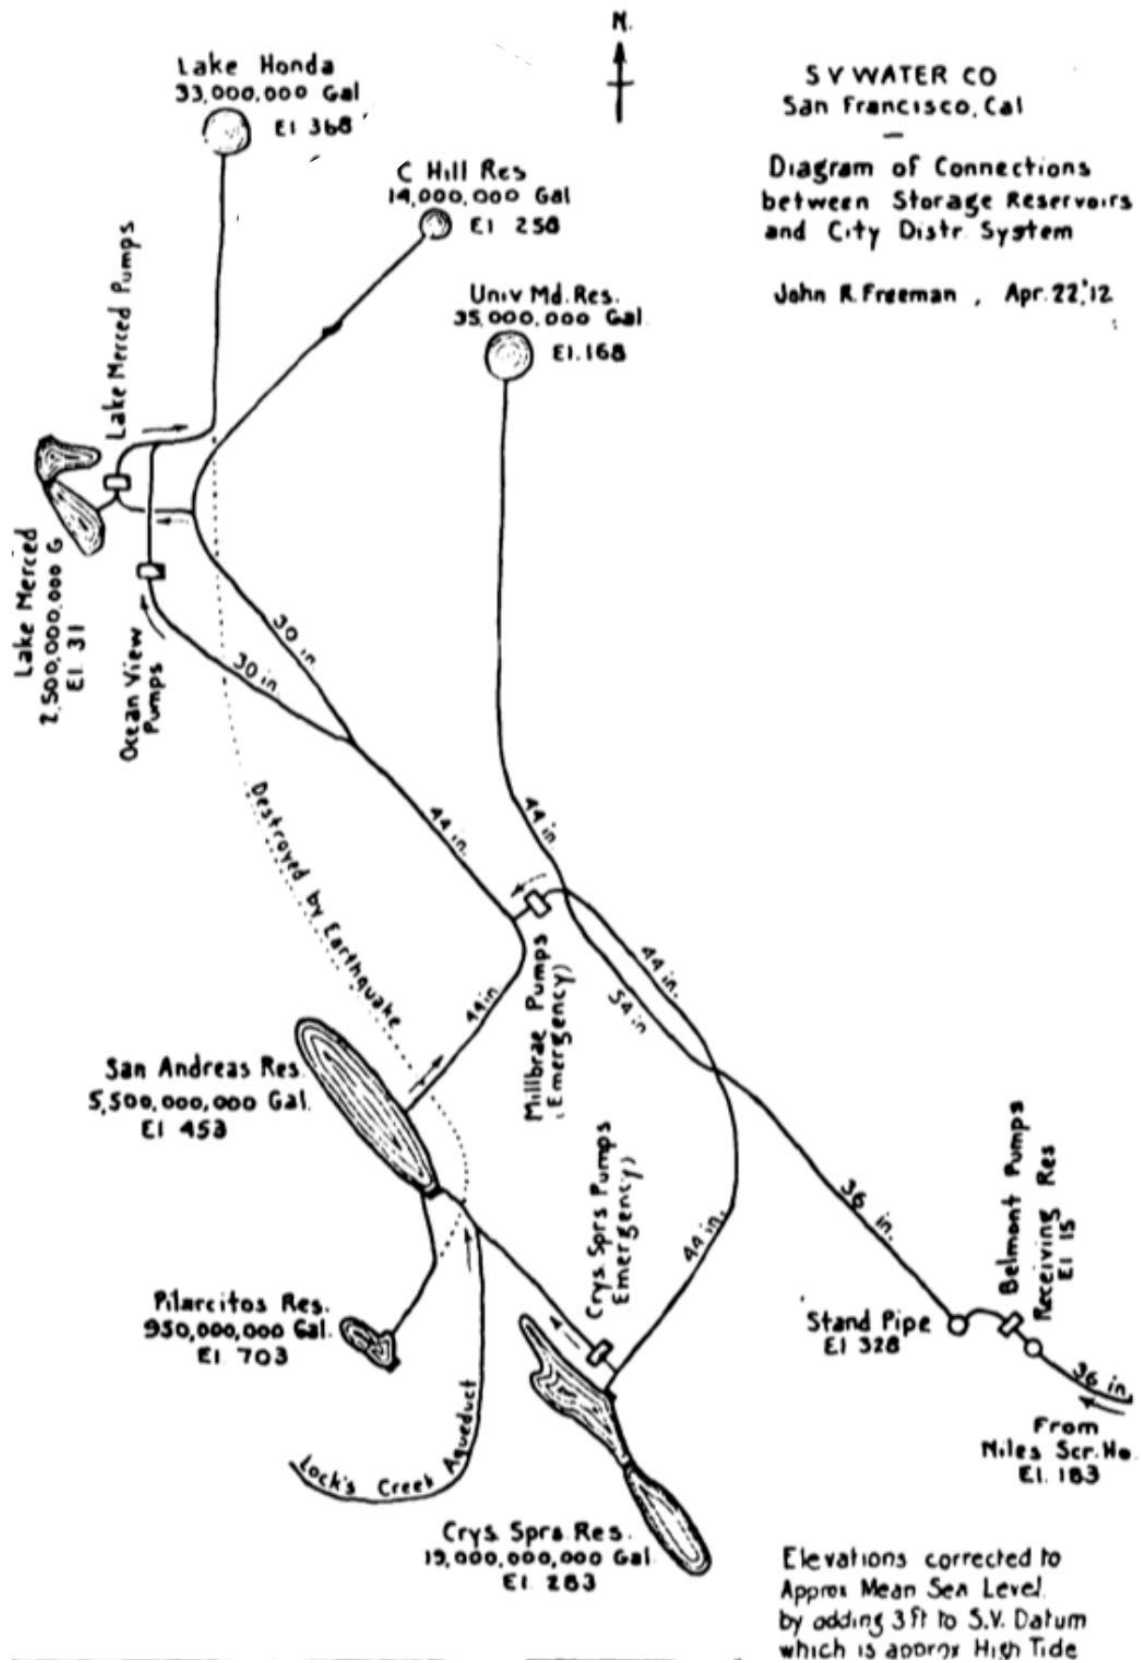 N.
Lake Honda
33,000,000 Gal
El 368
S V WATER CO
San Francisco, Cal
Diagram of Connections
between Storage Reservoirs
and City Distr. System
John R. Freeman, Apr. 22,'12
C Hill Res
14,000,000 Gal
El 258
Univ Md. Res.
35,000,000 Gal.
El. 168
Lake Merced Pumps
Lake Merced
2,500,000,000 G
El. 31
Ocean View
Pumps
30 in
30 in.
44 in.
44 in.
Destroyed by Earthquake
44 in
Millbrae Pumps
(Emergency)
44 in.
54 in
San Andreas Res.
5,500,000,000 Gal.
El 453
Crys. Sprs Pumps
Emergency)
44 in.
36 in.
Belmont Pumps
Receiving Res
El 15
Pilarcitos Res.
950,000,000 Gal.
El. 703
Stand Pipe
El 328
36 in.
From
Niles Scr. Ho.
El. 183
Lock's Creek Aqueduct
Crys. Sprs. Res.
19,000,000,000 Gal.
El. 283
Elevations corrected to
Approx Mean Sea Level.
by adding 3 ft to S.V. Datum
which is approx High Tide